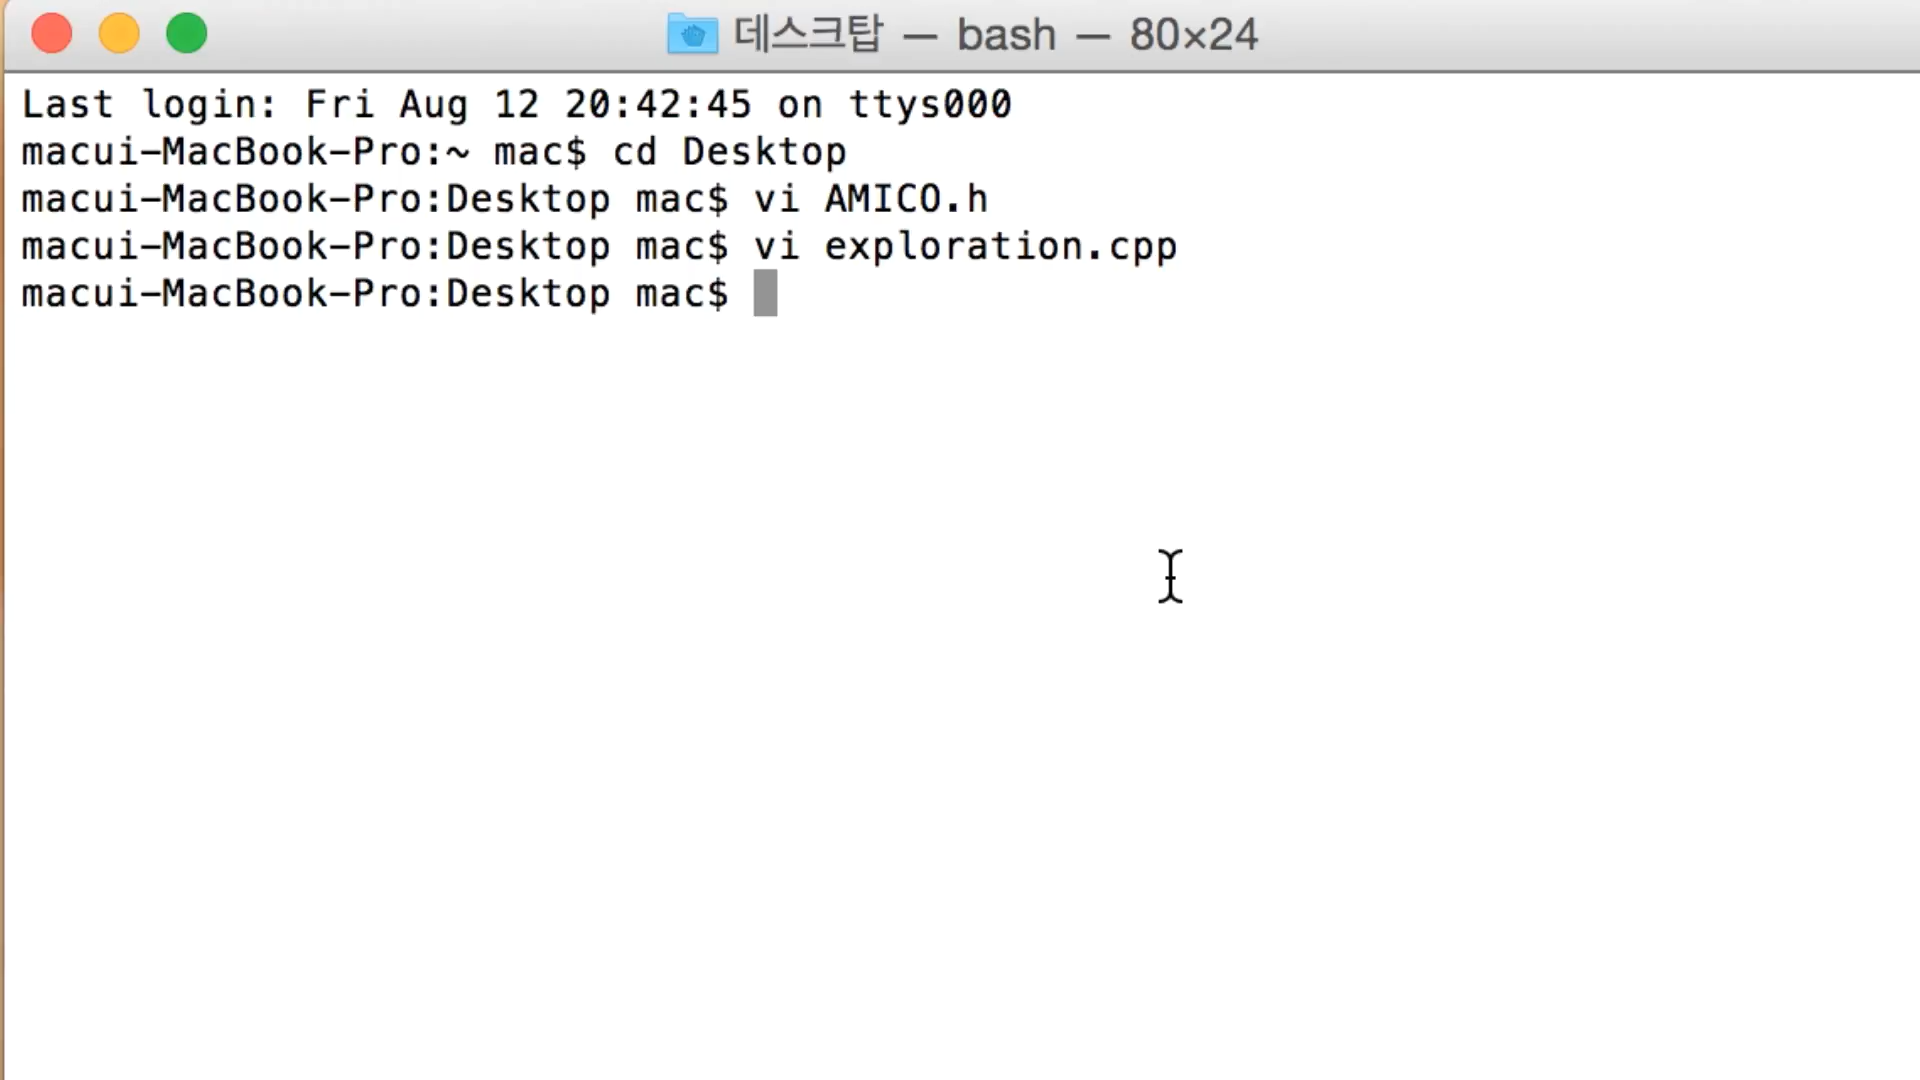 데스크탑 — bash — 80×24
Last login: Fri Aug 12 20:42:45 on ttys000
macui-MacBook-Pro:~ mac$ cd Desktop
macui-MacBook-Pro:Desktop mac$ vi AMICO.h
macui-MacBook-Pro:Desktop mac$ vi exploration.cpp
macui-MacBook-Pro:Desktop mac$